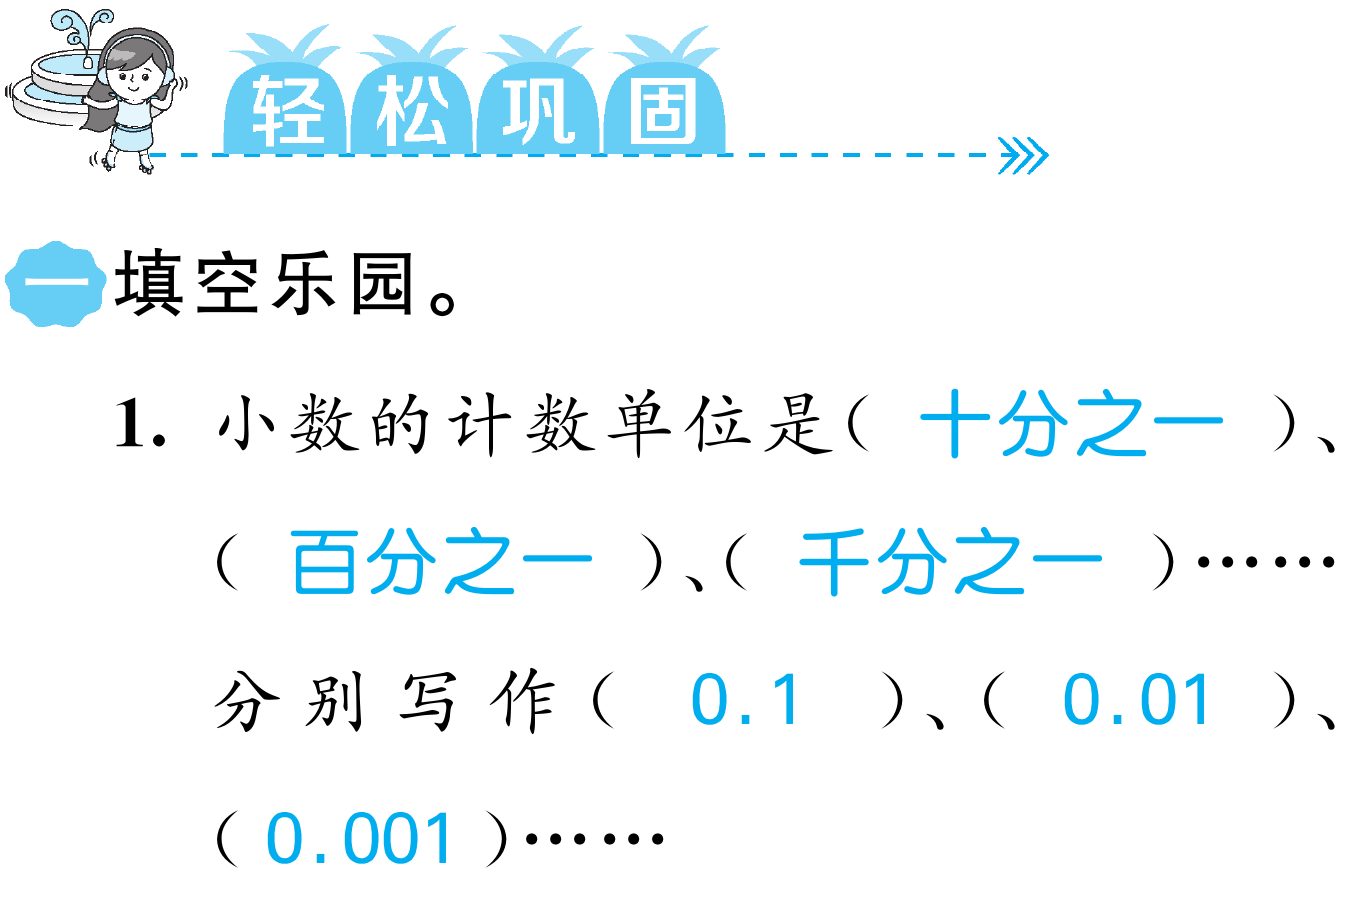 轻松巩固
一 填空乐园。
1. 小数的计数单位是( 十分之一 )、
( 百分之一 )、( 千分之一 )……
分别写作( 0.1 )、( 0.01 )、
( 0.001 )……